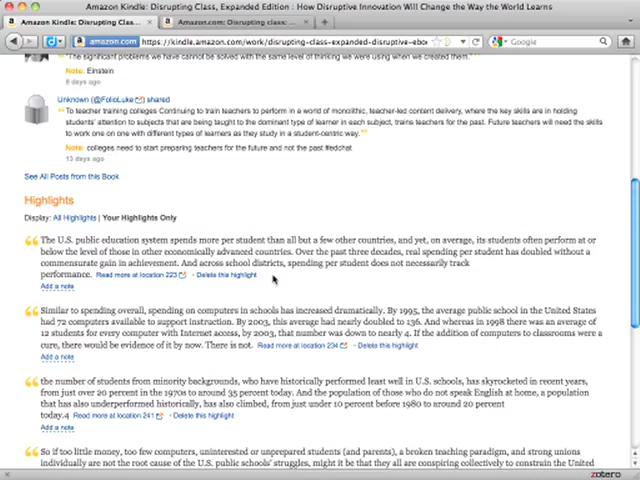 Amazon Kindle: Disrupting Class, Expanded Edition : How Disruptive Innovation Will Change the Way the World Learns
Amazon Kindle: Disrupting Clas...
Amazon.com: Disrupting class: ...
amazon.com
https://kindle.amazon.com/work/disrupting-class-expanded-disruptive-ebo
Google
"The significant problems we have cannot be solved with the same level of thinking we were using when we created them."
Note: Einstein
8 days ago
Unknown (@FolioLuke) shared
"To teacher training colleges Continuing to train teachers to perform in a world of monolithic, teacher-led content delivery, where the key skills are in holding
students' attention to subjects that are being taught to the dominant type of learner in each subject, trains teachers for the past. Future teachers will need the skills
to work one on one with different types of learners as they study in a student-centric way."
Note: colleges need to start preparing teachers for the future and not the past #edchat
13 days ago
See All Posts from this Book
Highlights
Display: All Highlights | Your Highlights Only
The U.S. public education system spends more per student than all but a few other countries, and yet, on average, its students often perform at or
below the level of those in other economically advanced countries. Over the past three decades, real spending per student has doubled without a
commensurate gain in achievement. And across school districts, spending per student does not necessarily track
performance. Read more at location 223 • Delete this highlight
Add a note
Similar to spending overall, spending on computers in schools has increased dramatically. By 1995, the average public school in the United States
had 72 computers available to support instruction. By 2003, this average had nearly doubled to 136. And whereas in 1998 there was an average of
12 students for every computer with Internet access, by 2003, that number was down to nearly 4. If the addition of computers to classrooms were a
cure, there would be evidence of it by now. There is not. Read more at location 234 • Delete this highlight
Add a note
the number of students from minority backgrounds, who have historically performed least well in U.S. schools, has skyrocketed in recent years,
from just over 20 percent in the 1970s to around 35 percent today. And the population of those who do not speak English at home, a population
that has also underperformed historically, has also climbed, from just under 10 percent before 1980 to around 20 percent
today.4 Read more at location 241 • Delete this highlight
Add a note
So if too little money, too few computers, uninterested or unprepared students (and parents), a broken teaching paradigm, and strong unions
individually are not the root cause of the U.S. public schools' struggles, might it be that they are conspiring collectively to constrain the United
zotero